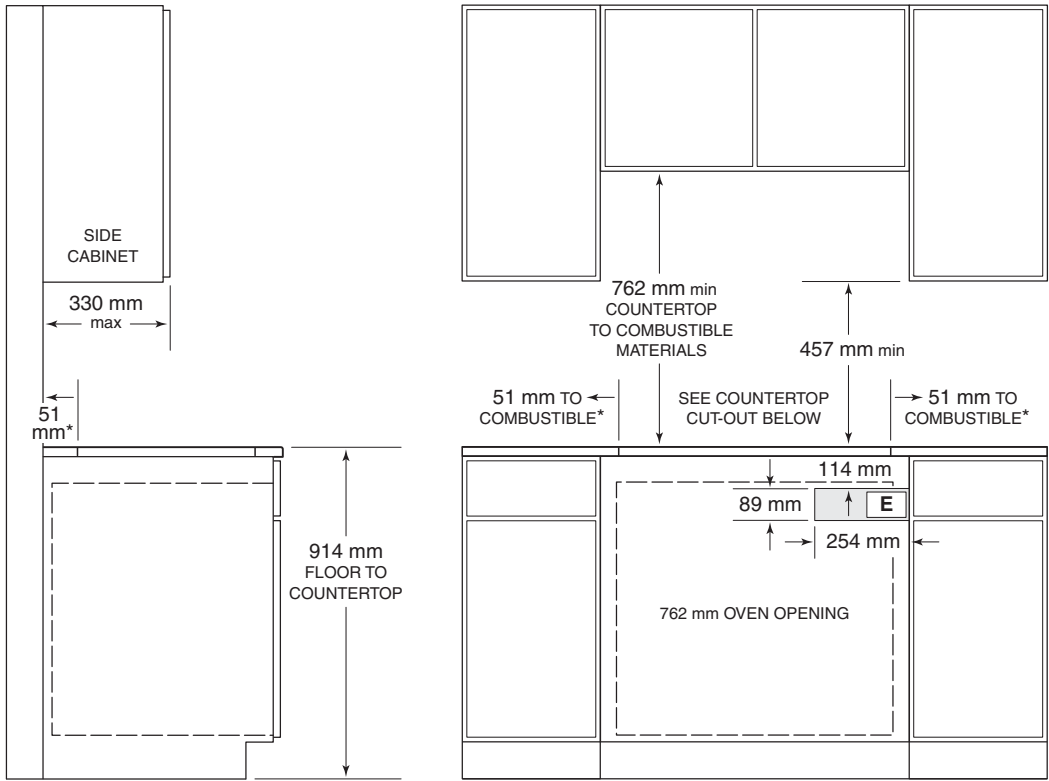 SIDE
CABINET
330 mm
max
51
mm*
914 mm
FLOOR TO
COUNTERTOP
762 mm min
COUNTERTOP
TO COMBUSTIBLE
MATERIALS
457 mm min
51 mm TO
COMBUSTIBLE*
SEE COUNTERTOP
CUT-OUT BELOW
51 mm TO
COMBUSTIBLE*
114 mm
89 mm
E
254 mm
762 mm OVEN OPENING